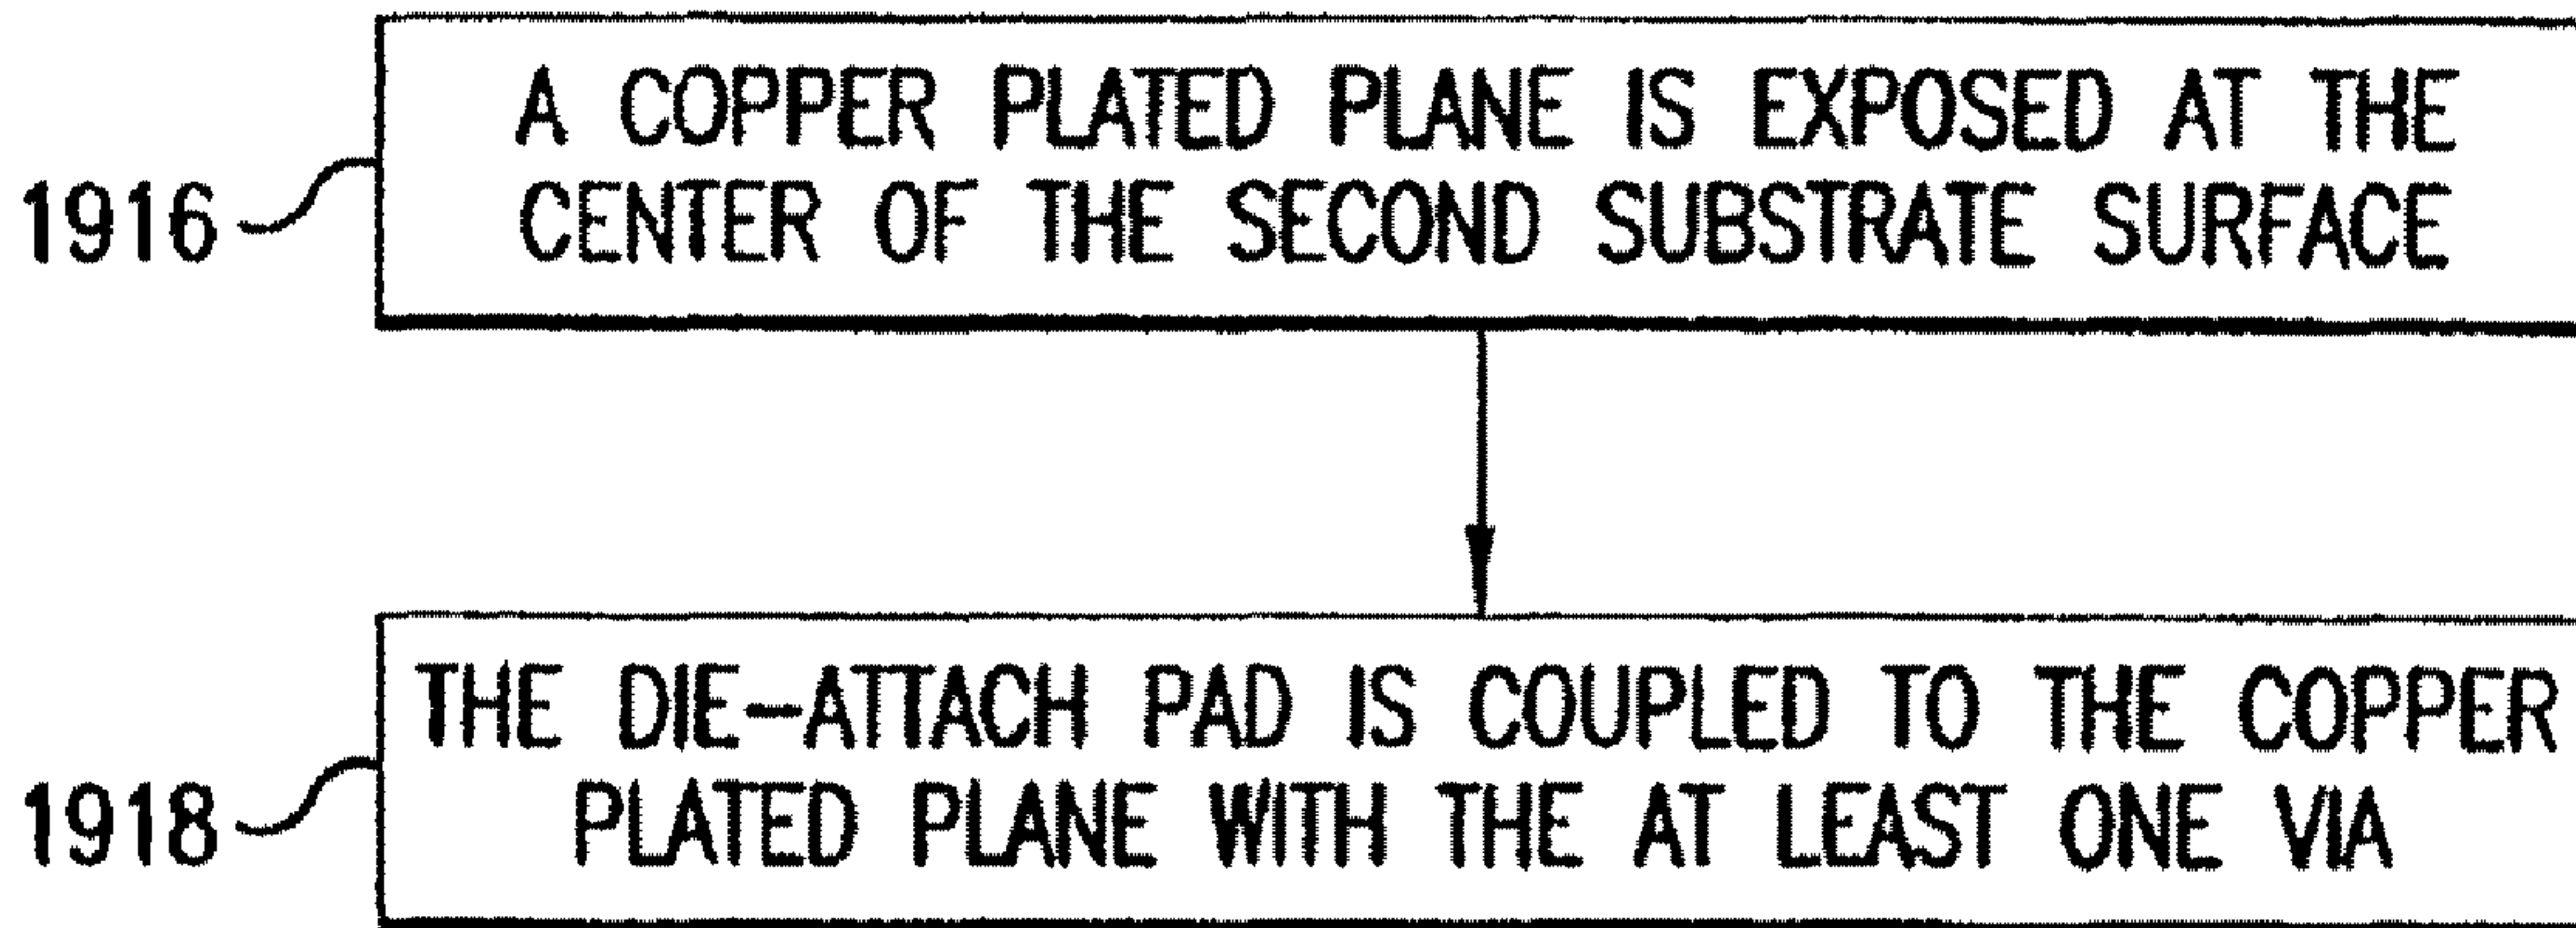 A COPPER PLATED PLANE IS EXPOSED AT THE
CENTER OF THE SECOND SUBSTRATE SURFACE
1916
THE DIE-ATTACH PAD IS COUPLED TO THE COPPER
PLATED PLANE WITH THE AT LEAST ONE VIA
1918